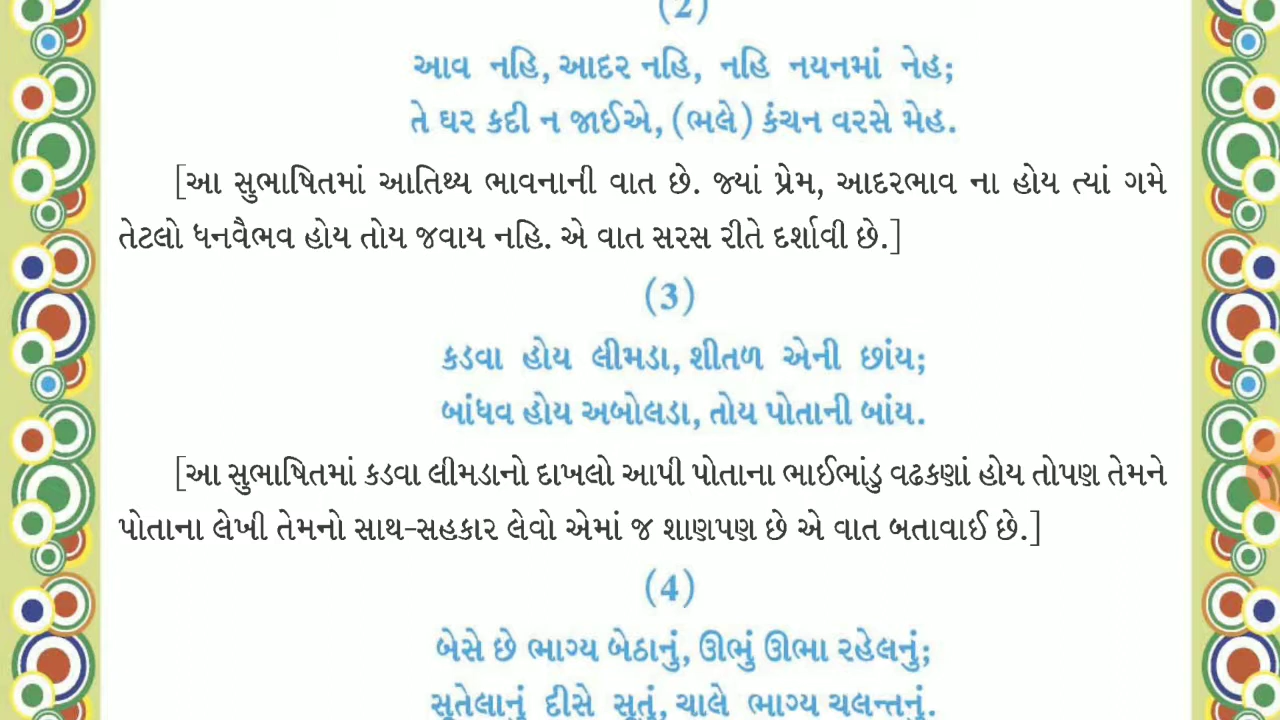 (2)
આવ નહિ, આદર નહિ, નહિ નયનમાં નેહ;
તે ઘર કદી ન જાઈએ, (ભલે) કંચન વરસે મેહ.
[આ સુભાષિતમાં આતિથ્ય ભાવનાની વાત છે. જ્યાં પ્રેમ, આદરભાવ ના હોય ત્યાં ગમે
તેટલો ધનવૈભવ હોય તોય જવાય નહિ. એ વાત સરસ રીતે દર્શાવી છે.]
(3)
કડવા હોય લીમડા, શીતળ એની છાંય;
બાંધવ હોય અબોલડા, તોય પોતાની બાંય.
[આ સુભાષિતમાં કડવા લીમડાનો દાખલો આપી પોતાના ભાઈભાંડુ વઢકણાં હોય તોપણ તેમને
પોતાના લેખી તેમનો સાથ-સહકાર લેવો એમાં જ શાણપણ છે એ વાત બતાવાઈ છે.]
(4)
બેસે છે ભાગ્ય બેઠાનું, ઊભું ઊભા રહેલનું;
સૂતેલાનું દીસે સૂતું, ચાલે ભાગ્ય ચલન્તનું.